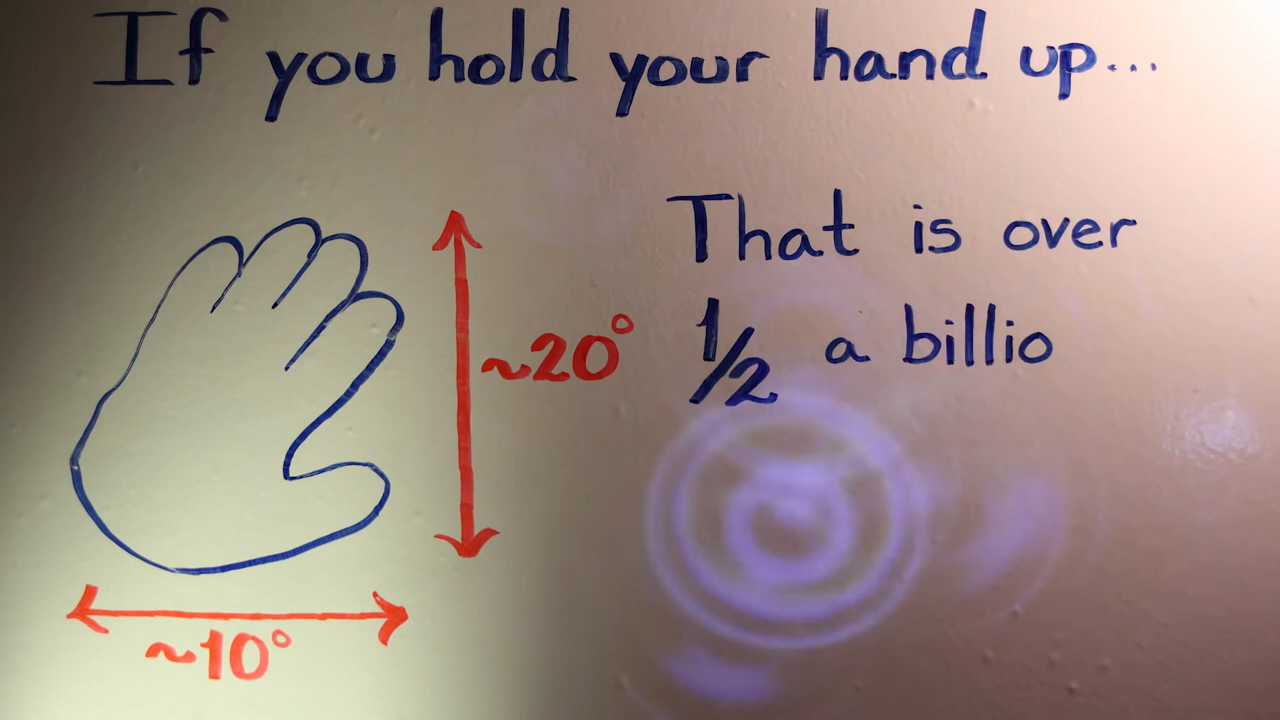 If you hold your hand up...
That is over
~20°
1/2 a billio
~10°